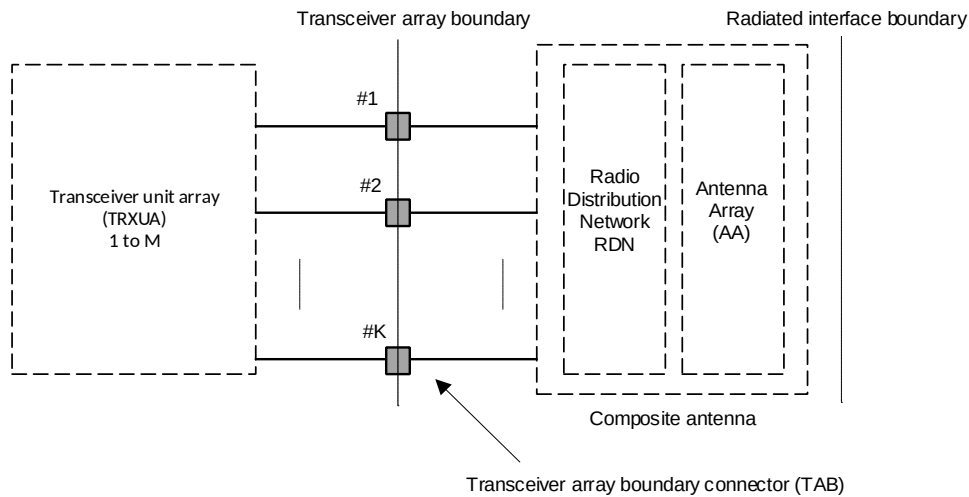 Transceiver array boundary
Radiated interface boundary
#1
#2
#K
Transceiver unit array
(TRXUA)
1 to M
Radio
Distribution
Network
RDN
Antenna
Array
(AA)
Composite antenna
Transceiver array boundary connector (TAB)